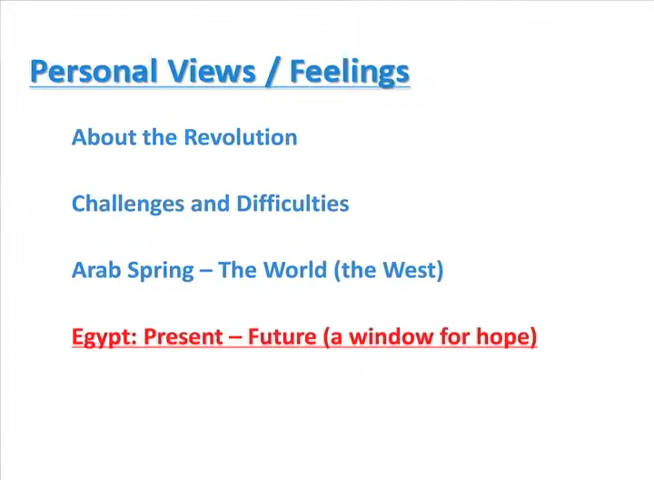 Personal Views / Feelings
About the Revolution
Challenges and Difficulties
Arab Spring – The World (the West)
Egypt: Present – Future (a window for hope)